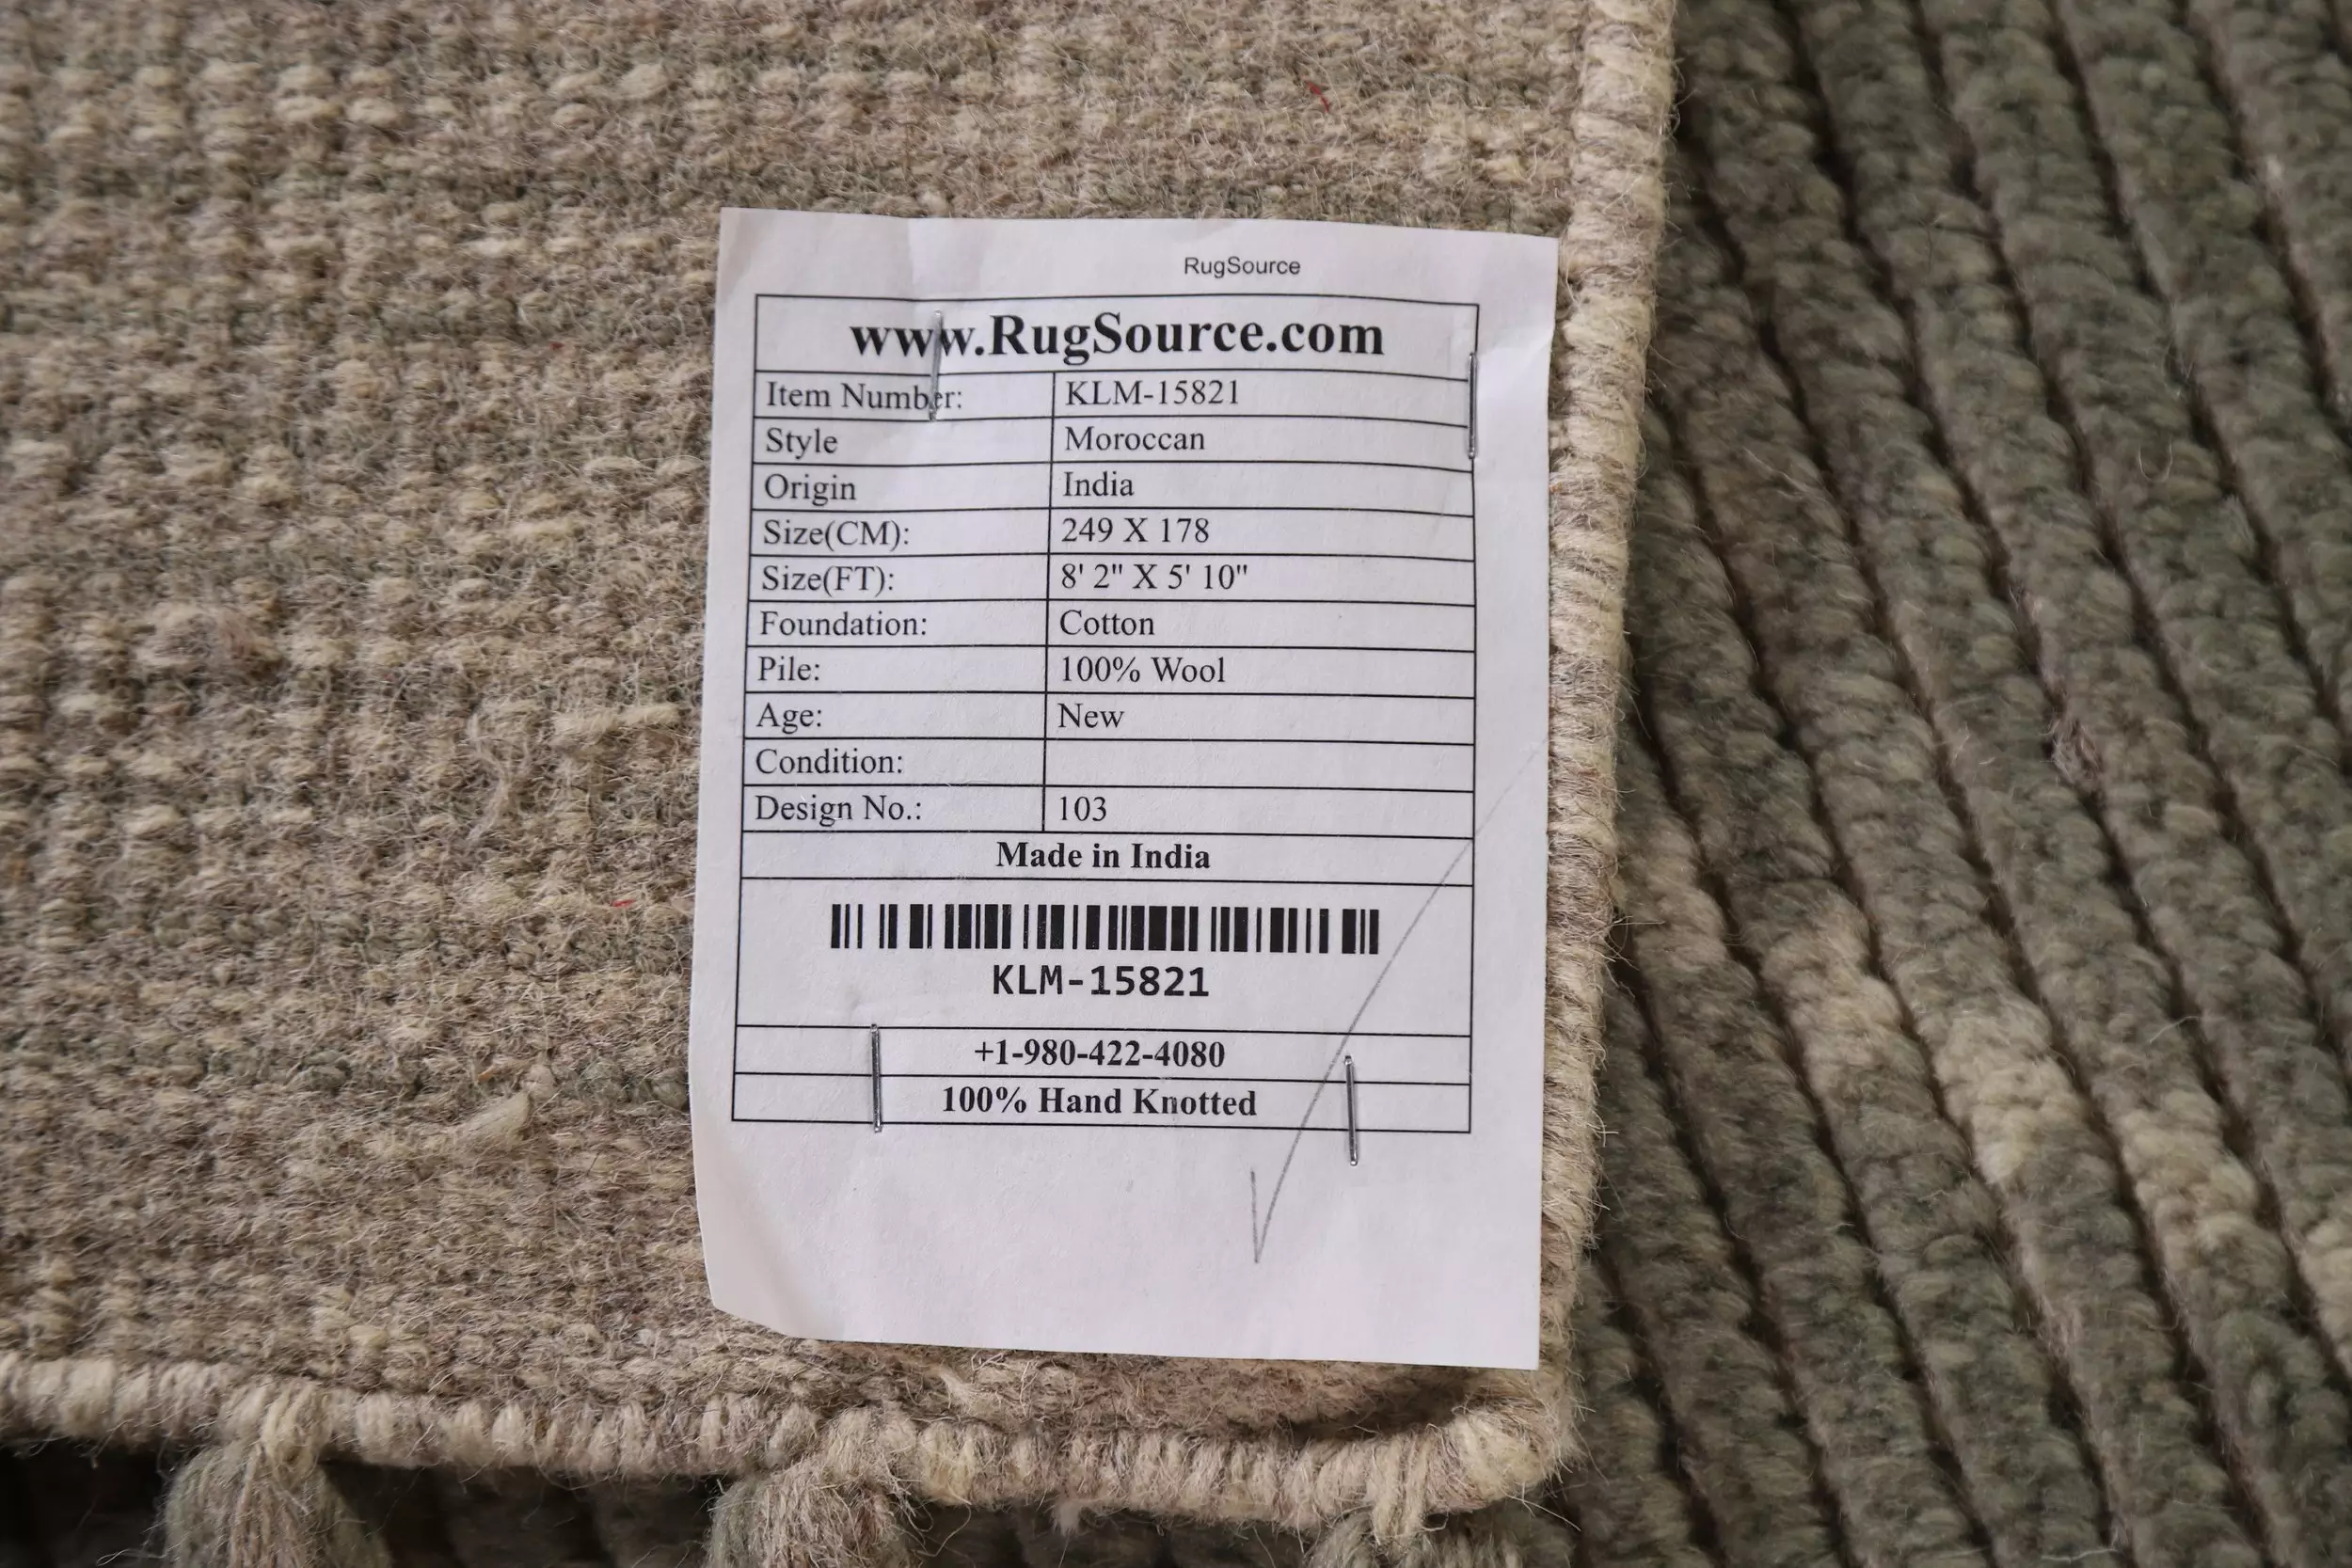 RugSource
www.RugSource.com
Item Number: KLM-15821
Style Moroccan
Origin India
Size(CM): 249 X 178
Size(FT): 8' 2" X 5' 10"
Foundation: Cotton
Pile: 100% Wool
Age: New
Condition:
Design No.: 103
Made in India
KLM-15821
+1-980-422-4080
100% Hand Knotted